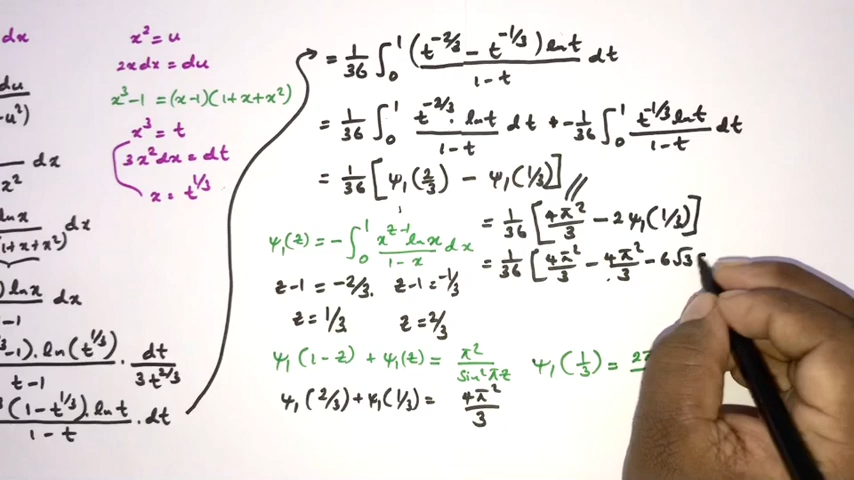 dx
du
- u²)
dx
x²
ln x
1+x+x²) dx
) ln x dx
-1
-1). ln(t^1/3) . dt
t-1 3t^2/3
(1-t^1/3). ln t . dt
1-t
x² = u
2x dx = du
x³-1 = (x-1)(1+x+x²)
x³ = t
3x² dx = dt
x = t^1/3
= 1/36 ∫₀¹ (t^-2/3 - t^-1/3) ln t / 1-t dt
= 1/36 ∫₀¹ t^-2/3 . ln t / 1-t dt + -1/36 ∫₀¹ t^-1/3 ln t / 1-t dt
= 1/36 [ψ₁(2/3) - ψ₁(1/3)] //
= 1/36 [4π²/3 - 2ψ₁(1/3)]
= 1/36 [4π²/3 - 4π²/3 - 6√3
ψ₁(z) = -∫₀¹ x^z-1 ln x / 1-x dx
z-1 = -2/3. z-1 = -1/3
z = 1/3 z = 2/3
ψ₁(1-z) + ψ₁(z) = π² / sin²πz ψ₁(1/3) =
ψ₁(2/3) + ψ₁(1/3) = 4π²/3